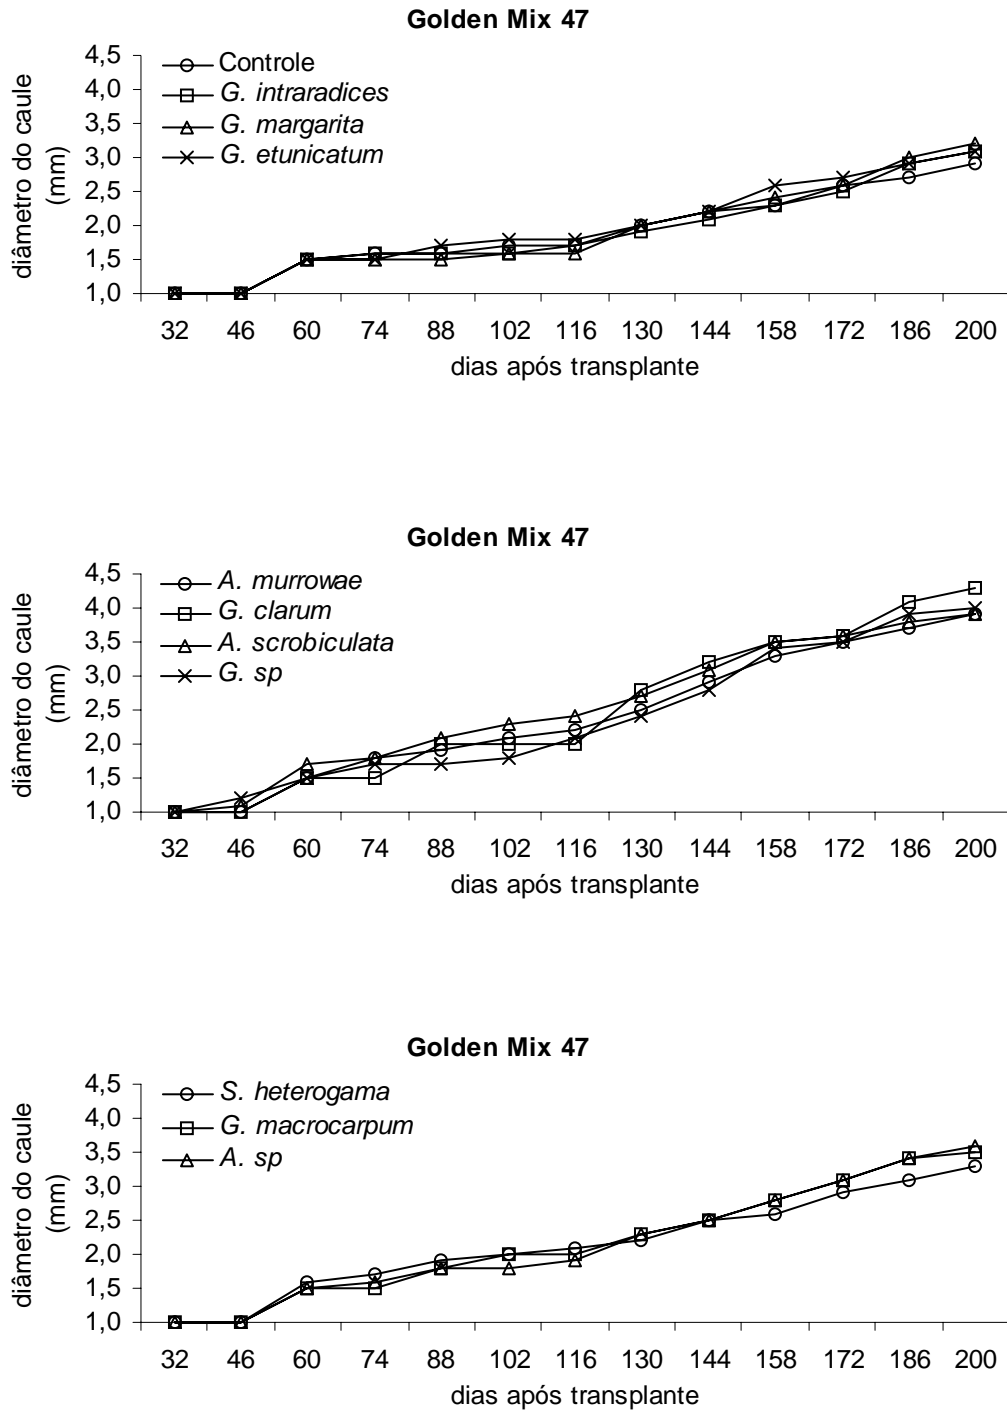 Golden Mix 47
4,5
4,0
3,5
3,0
2,5
2,0
1,5
1,0
diâmetro do caule
(mm)
Controle
G. intraradices
G. margarita
G. etunicatum
32 46 60 74 88 102 116 130 144 158 172 186 200
dias após transplante
Golden Mix 47
4,5
4,0
3,5
3,0
2,5
2,0
1,5
1,0
diâmetro do caule
(mm)
A. murrowae
G. clarum
A. scrobiculata
G. sp
32 46 60 74 88 102 116 130 144 158 172 186 200
dias após transplante
Golden Mix 47
4,5
4,0
3,5
3,0
2,5
2,0
1,5
1,0
diâmetro do caule
(mm)
S. heterogama
G. macrocarpum
A. sp
32 46 60 74 88 102 116 130 144 158 172 186 200
dias após transplante